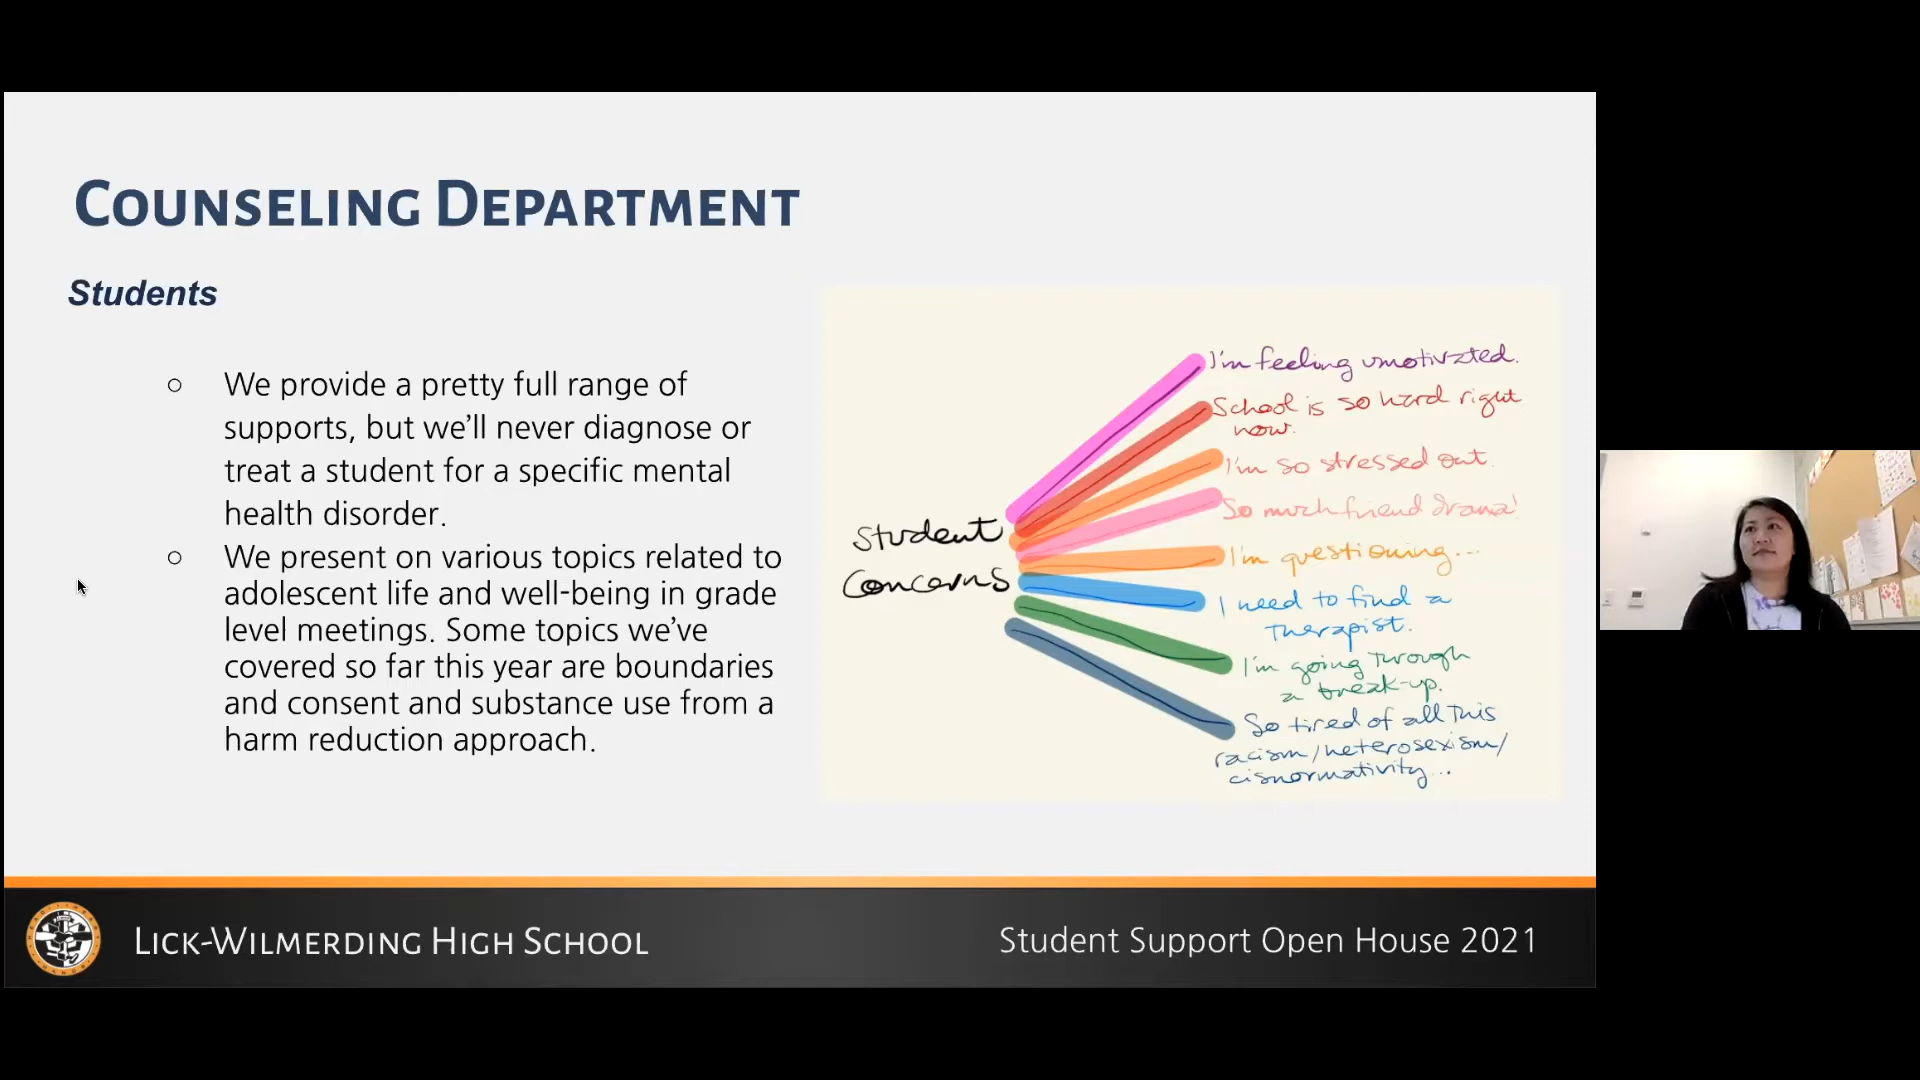 COUNSELING DEPARTMENT
Students
We provide a pretty full range of
supports, but we'll never diagnose or
treat a student for a specific mental
health disorder.
We present on various topics related to
adolescent life and well-being in grade
level meetings. Some topics we've
covered so far this year are boundaries
and consent and substance use from a
harm reduction approach.
Student
Concerns
I'm feeling unmotivated.
School is so hard right
now.
I'm so stressed out.
So much friend drama!
I'm questioning...
I need to find a
therapist.
I'm going through
a break-up.
So tired of all this
racism/heterosexism/
cisnormativity...
LICK-WILMERDING HIGH SCHOOL
Student Support Open House 2021